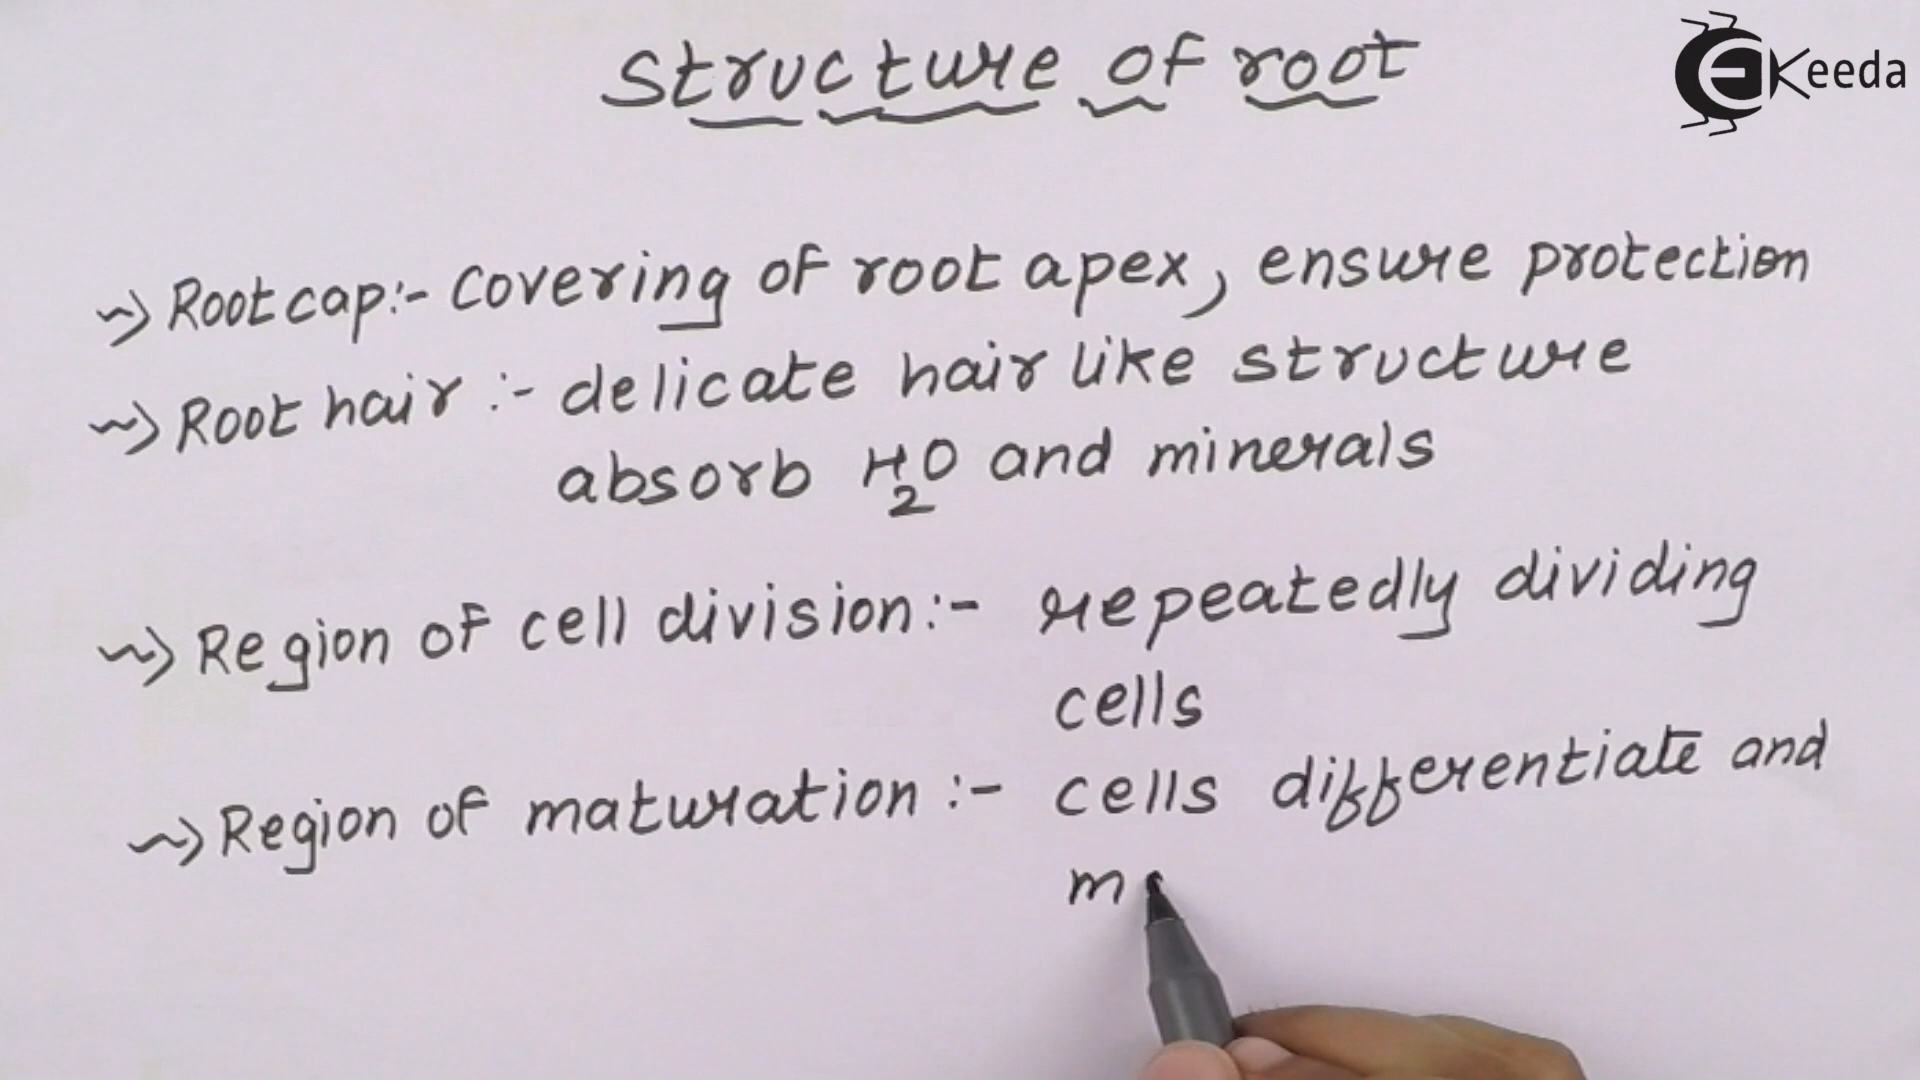 Structure of root
EKeeda
~> Root cap:- covering of root apex, ensure protection
~> Root hair :- delicate hair like structure
absorb H2O and minerals
~> Region of cell division:- repeatedly dividing
cells
~> Region of maturation :- cells differentiate and
m